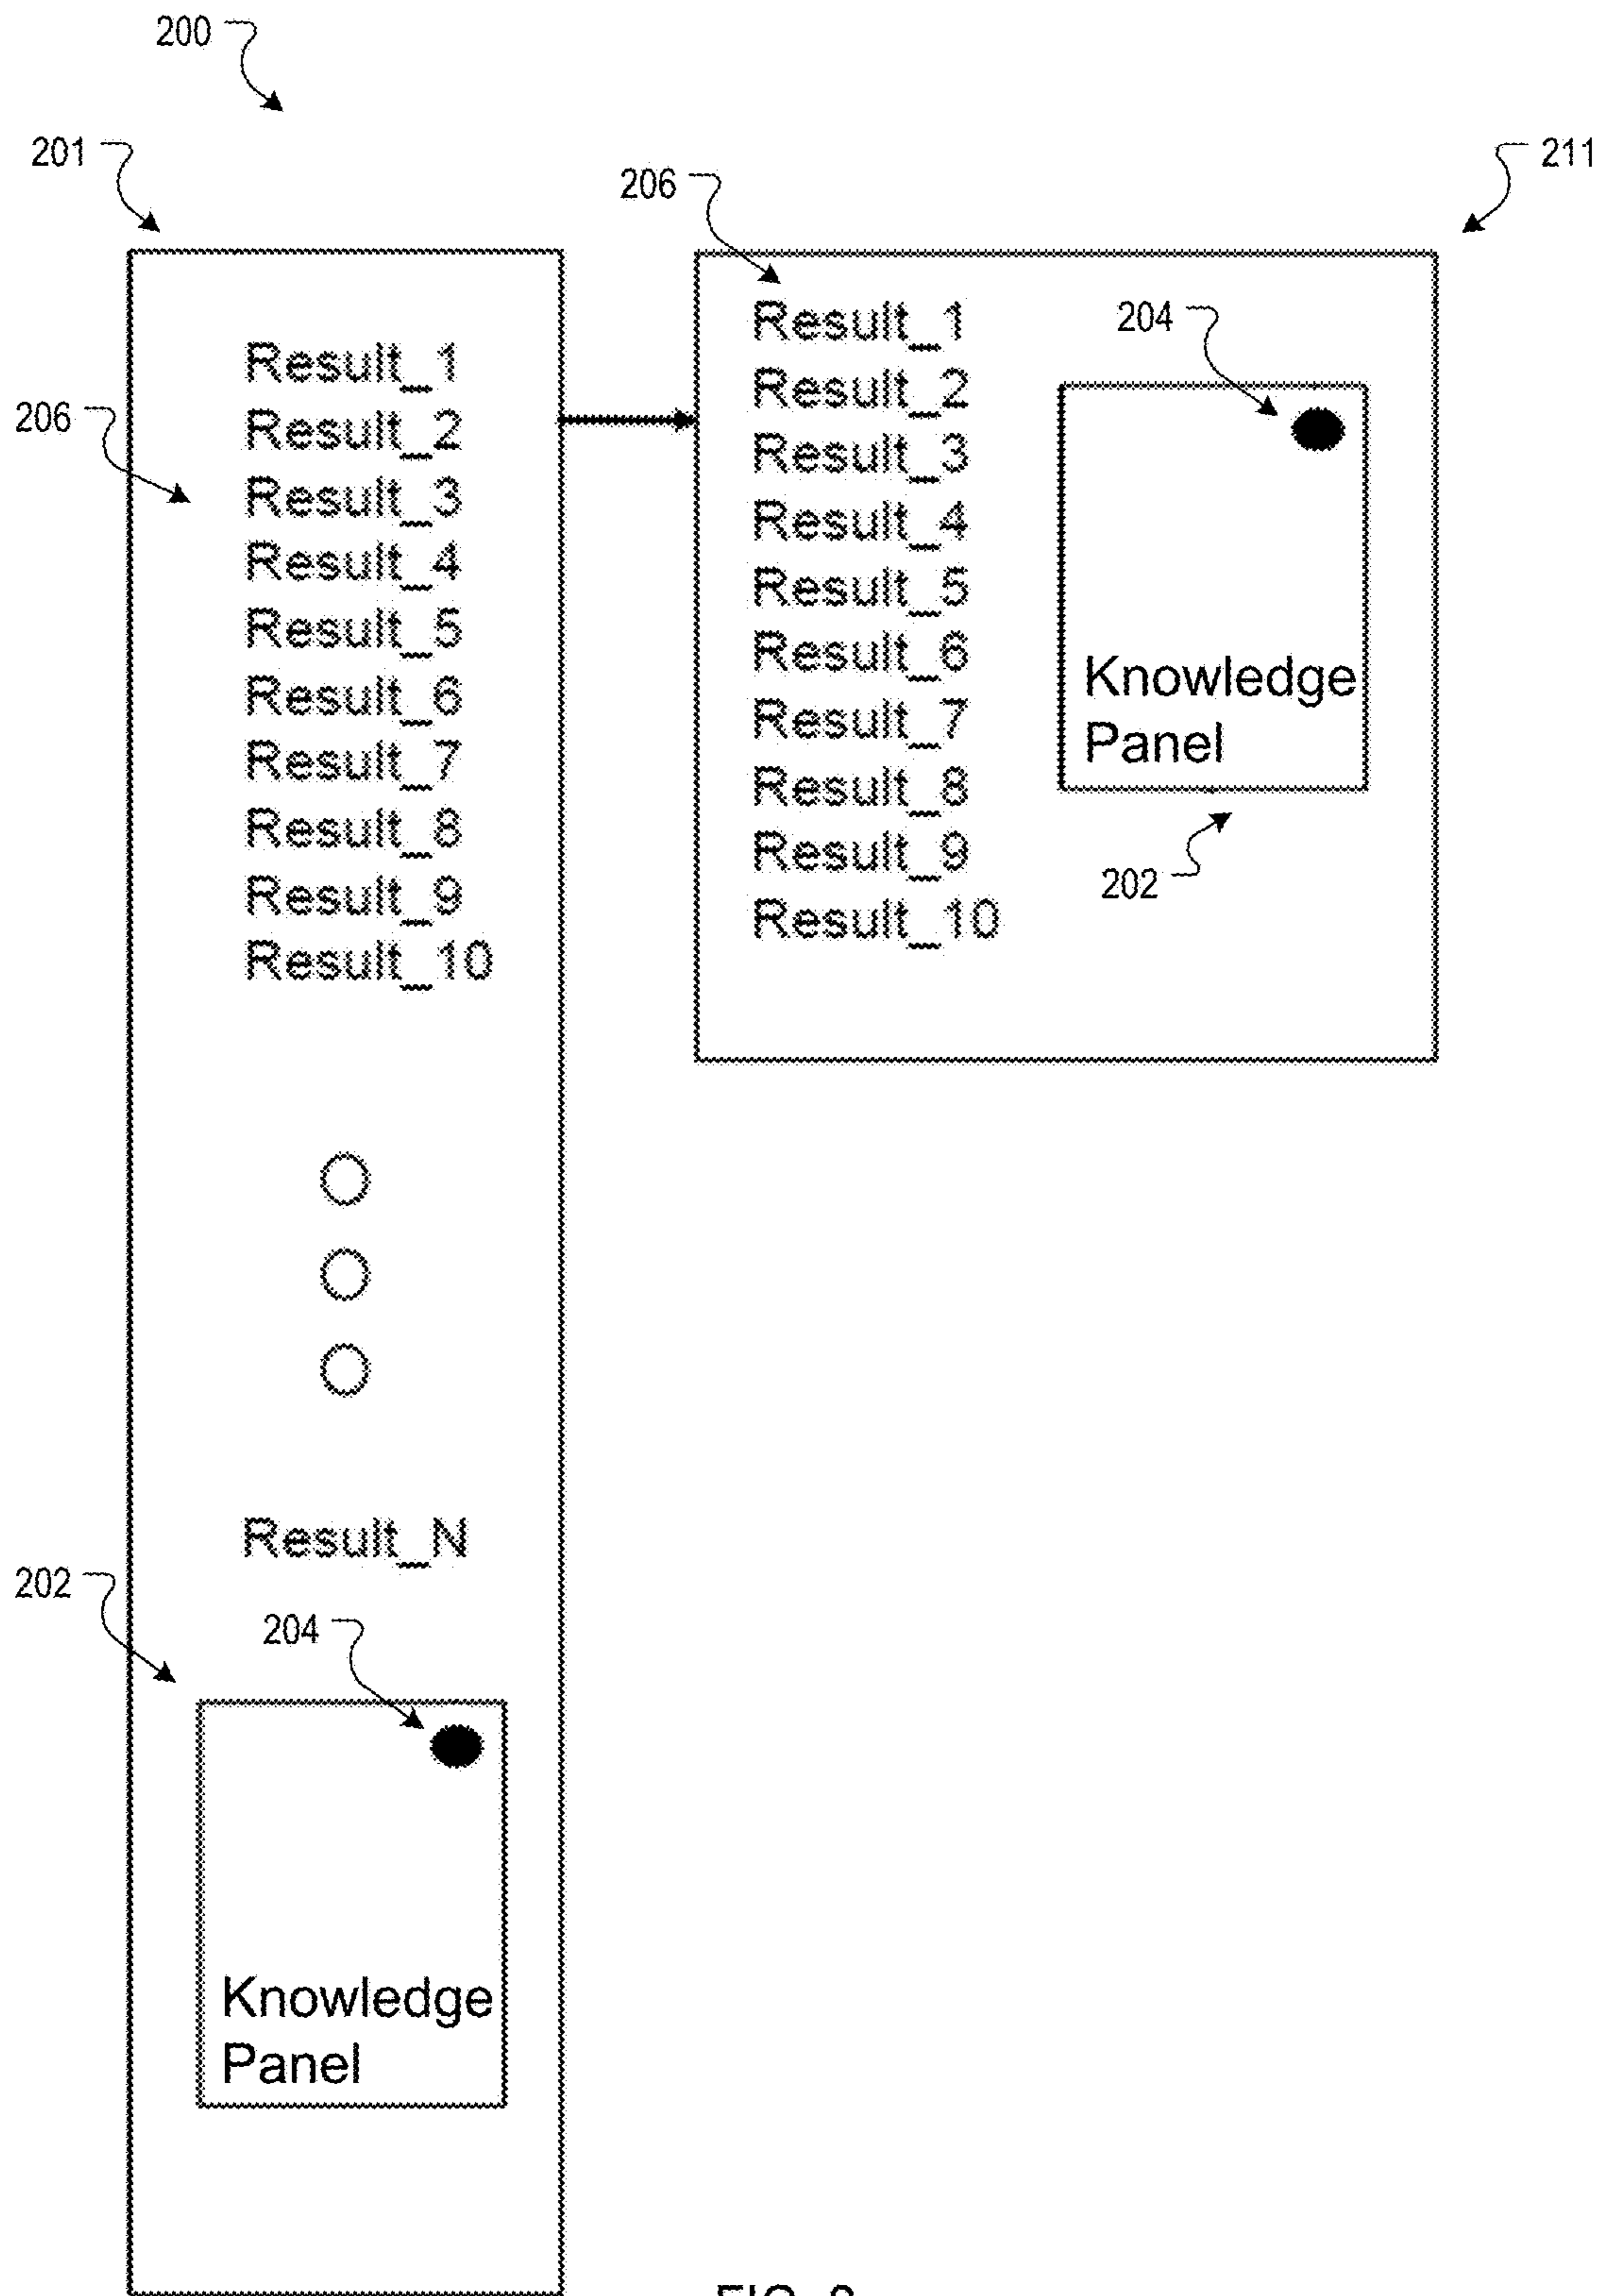 200
201
206
Result_1
Result_2
Result_3
Result_4
Result_5
Result_6
Result_7
Result_8
Result_9
Result_10
Result_N
202
204
Knowledge
Panel
206
211
Result_1
Result_2
Result_3
Result_4
Result_5
Result_6
Result_7
Result_8
Result_9
Result_10
204
Knowledge
Panel
202